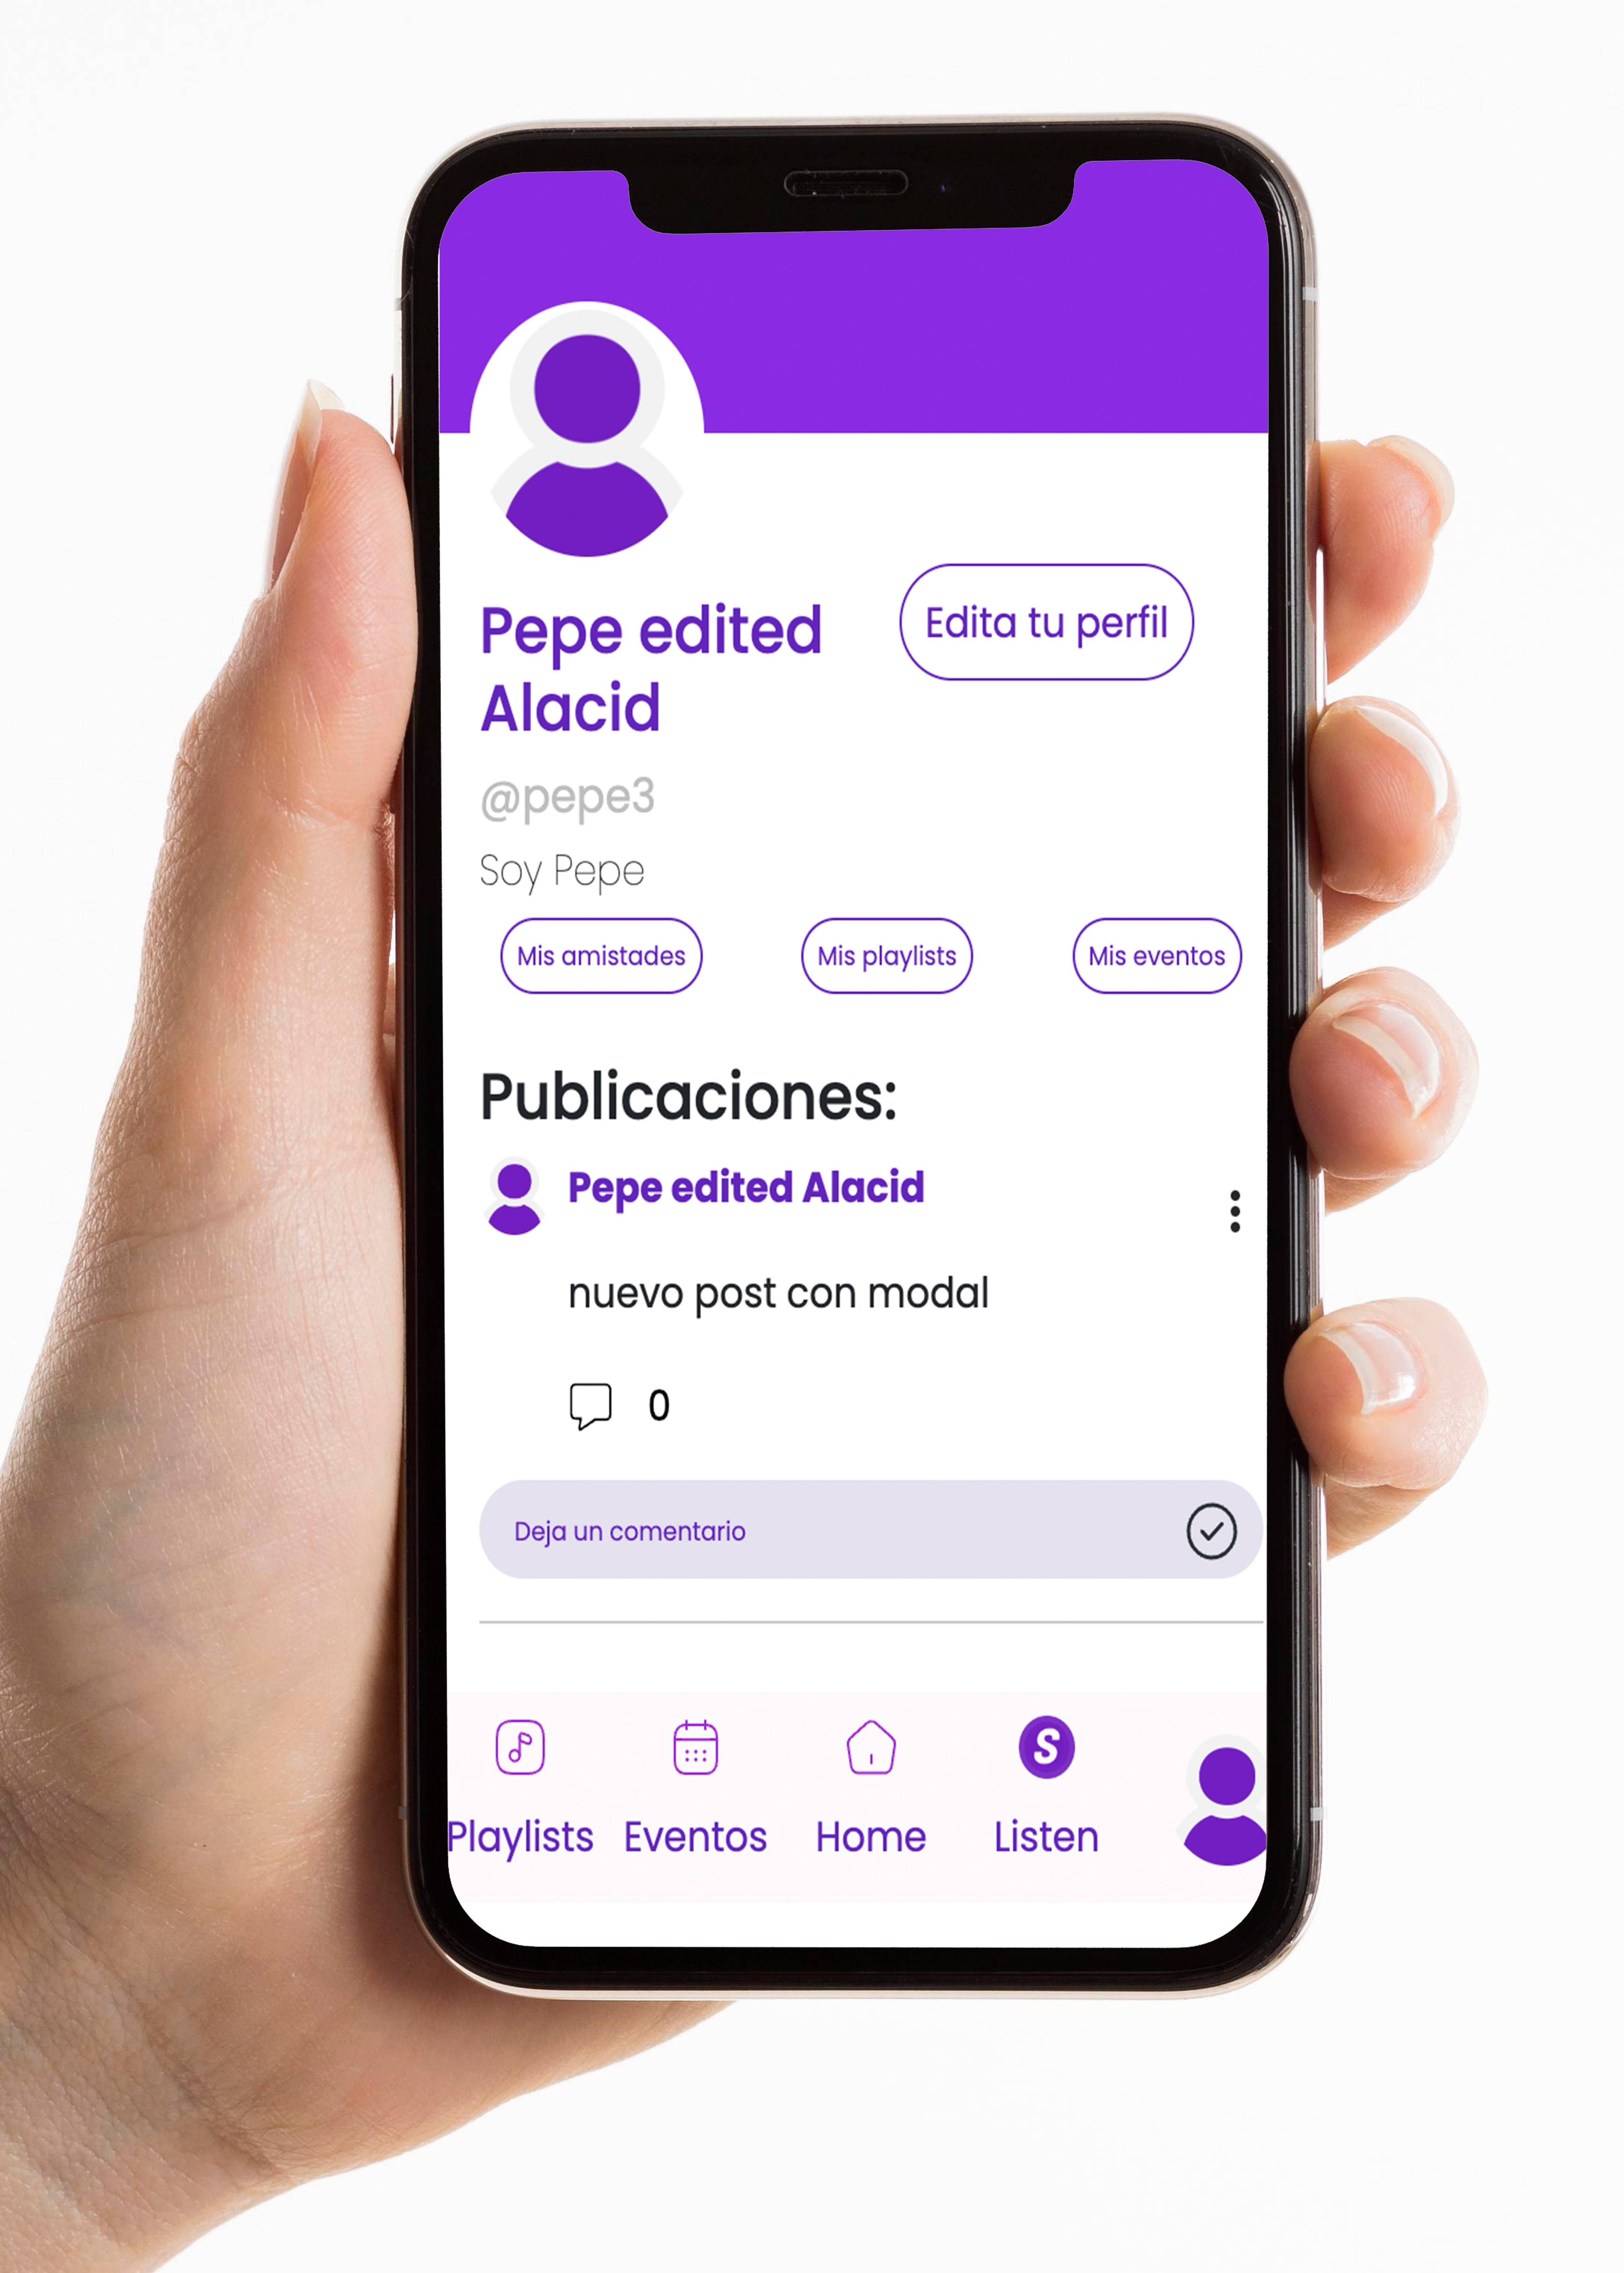 Pepe edited
Alacid
Edita tu perfil
@pepe3
Soy Pepe
Mis amistades
Mis playlists
Mis eventos
Publicaciones:
Pepe edited Alacid
nuevo post con modal
0
Deja un comentario
S
Playlists
Eventos
Home
Listen